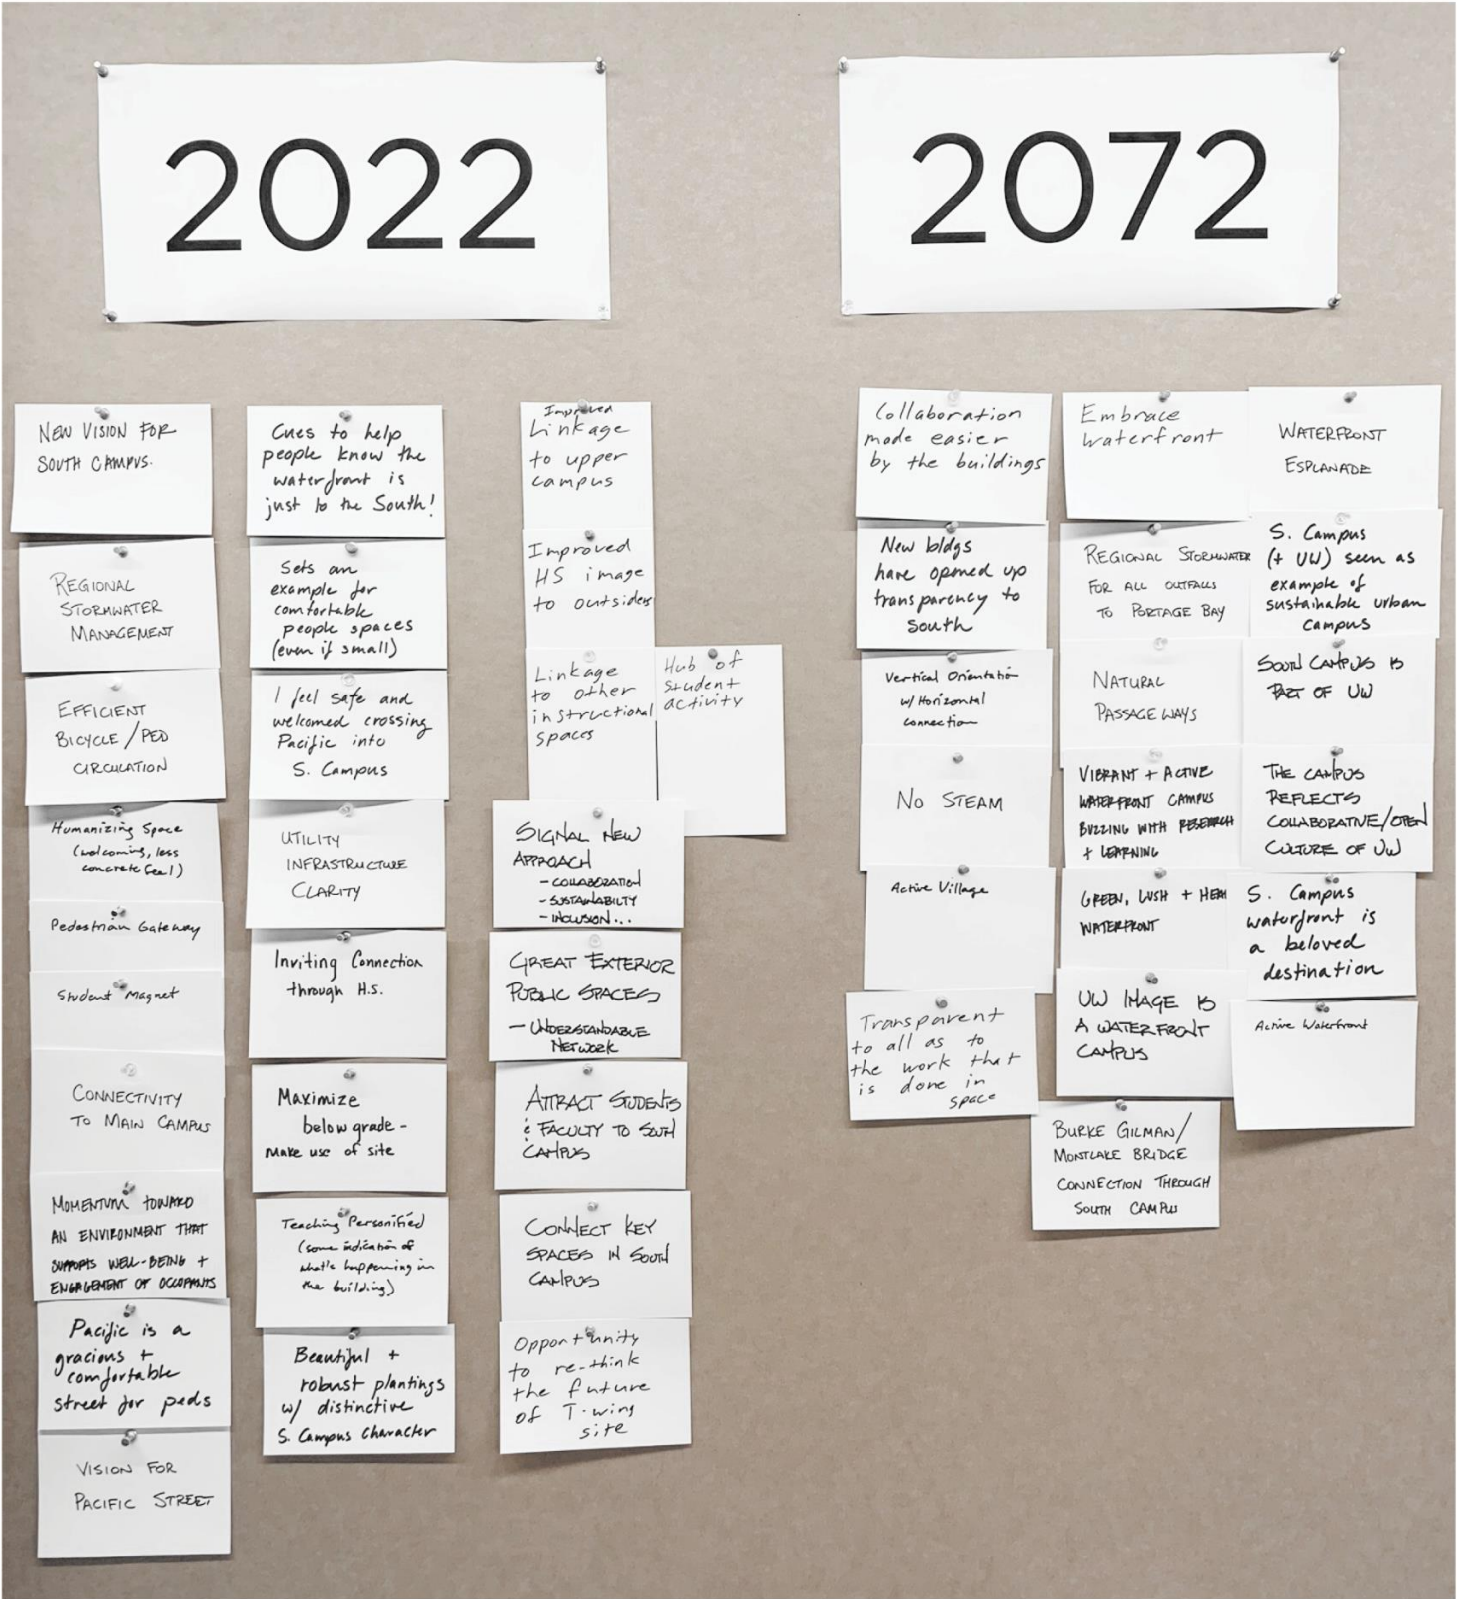 2022
NEW VISION FOR
SOUTH CAMPUS.
REGIONAL
STORMWATER
MANAGEMENT
EFFICIENT
BICYCLE/PED
CIRCULATION
Humanizing Space
(welcoming, less
concrete feel)
Pedestrian Gateway
Student Magnet
CONNECTIVITY
TO MAIN CAMPUS
MOMENTUM TOWARD
AN ENVIRONMENT THAT
SUPPORTS WELL-BEING +
ENGAGEMENT OF OCCUPANTS
Pacific is a
gracious +
comfortable
street for peds
VISION FOR
PACIFIC STREET
Cues to help
people know the
waterfront is
just to the South!
Sets an
example for
comfortable
people spaces
(even if small)
I feel safe and
welcomed crossing
Pacific into
S. Campus
UTILITY
INFRASTRUCTURE
CLARITY
Inviting Connection
through H.S.
Maximize
below grade -
Make use of site
Teaching Personified
(some indication of
what's happening in
the building)
Beautiful +
robust plantings
w/ distinctive
S. Campus Character
Improved
Linkage
to upper
campus
Improved
HS image
to outsiders
Linkage
to other
instructional
spaces
Hub of
student
activity
SIGNAL NEW
APPROACH
- COLLABORATION
- SUSTAINABILTY
- INCLUSION...
GREAT EXTERIOR
PUBLIC SPACES
- UNDERSTANDABLE
NETWORK
ATTRACT STUDENTS
& FACULTY TO SOUTH
CAMPUS
CONNECT KEY
SPACES IN SOUTH
CAMPUS
Opportunity
to re-think
the future
of T-wing
site
2072
Collaboration
made easier
by the buildings
New bldgs
have opened up
transparency to
south
Vertical Orientation
w/ Horizontal
connection
NO STEAM
Active Village
Transparent
to all as to
the work that
is done in
space
Embrace
waterfront
REGIONAL STORMWATER
FOR ALL OUTFALLS
TO PORTAGE BAY
NATURAL
PASSAGEWAYS
VIBRANT + ACTIVE
WATERFRONT CAMPUS
BUZZING WITH RESEARCH
+ LEARNING
GREEN, LUSH +
WATERFRONT
UW IMAGE IS
A WATERFRONT
CAMPUS
BURKE GILMAN/
MONTLAKE BRIDGE
CONNECTION THROUGH
SOUTH CAMPUS
WATERFRONT
ESPLANADE
S. Campus
(+ UW) seen as
example of
sustainable urban
campus
SOUTH CAMPUS IS
PART OF UW
THE CAMPUS
REFLECTS
COLLABORATIVE/OPEN
CULTURE OF UW
S. Campus
waterfront is
a beloved
destination
Active Waterfront